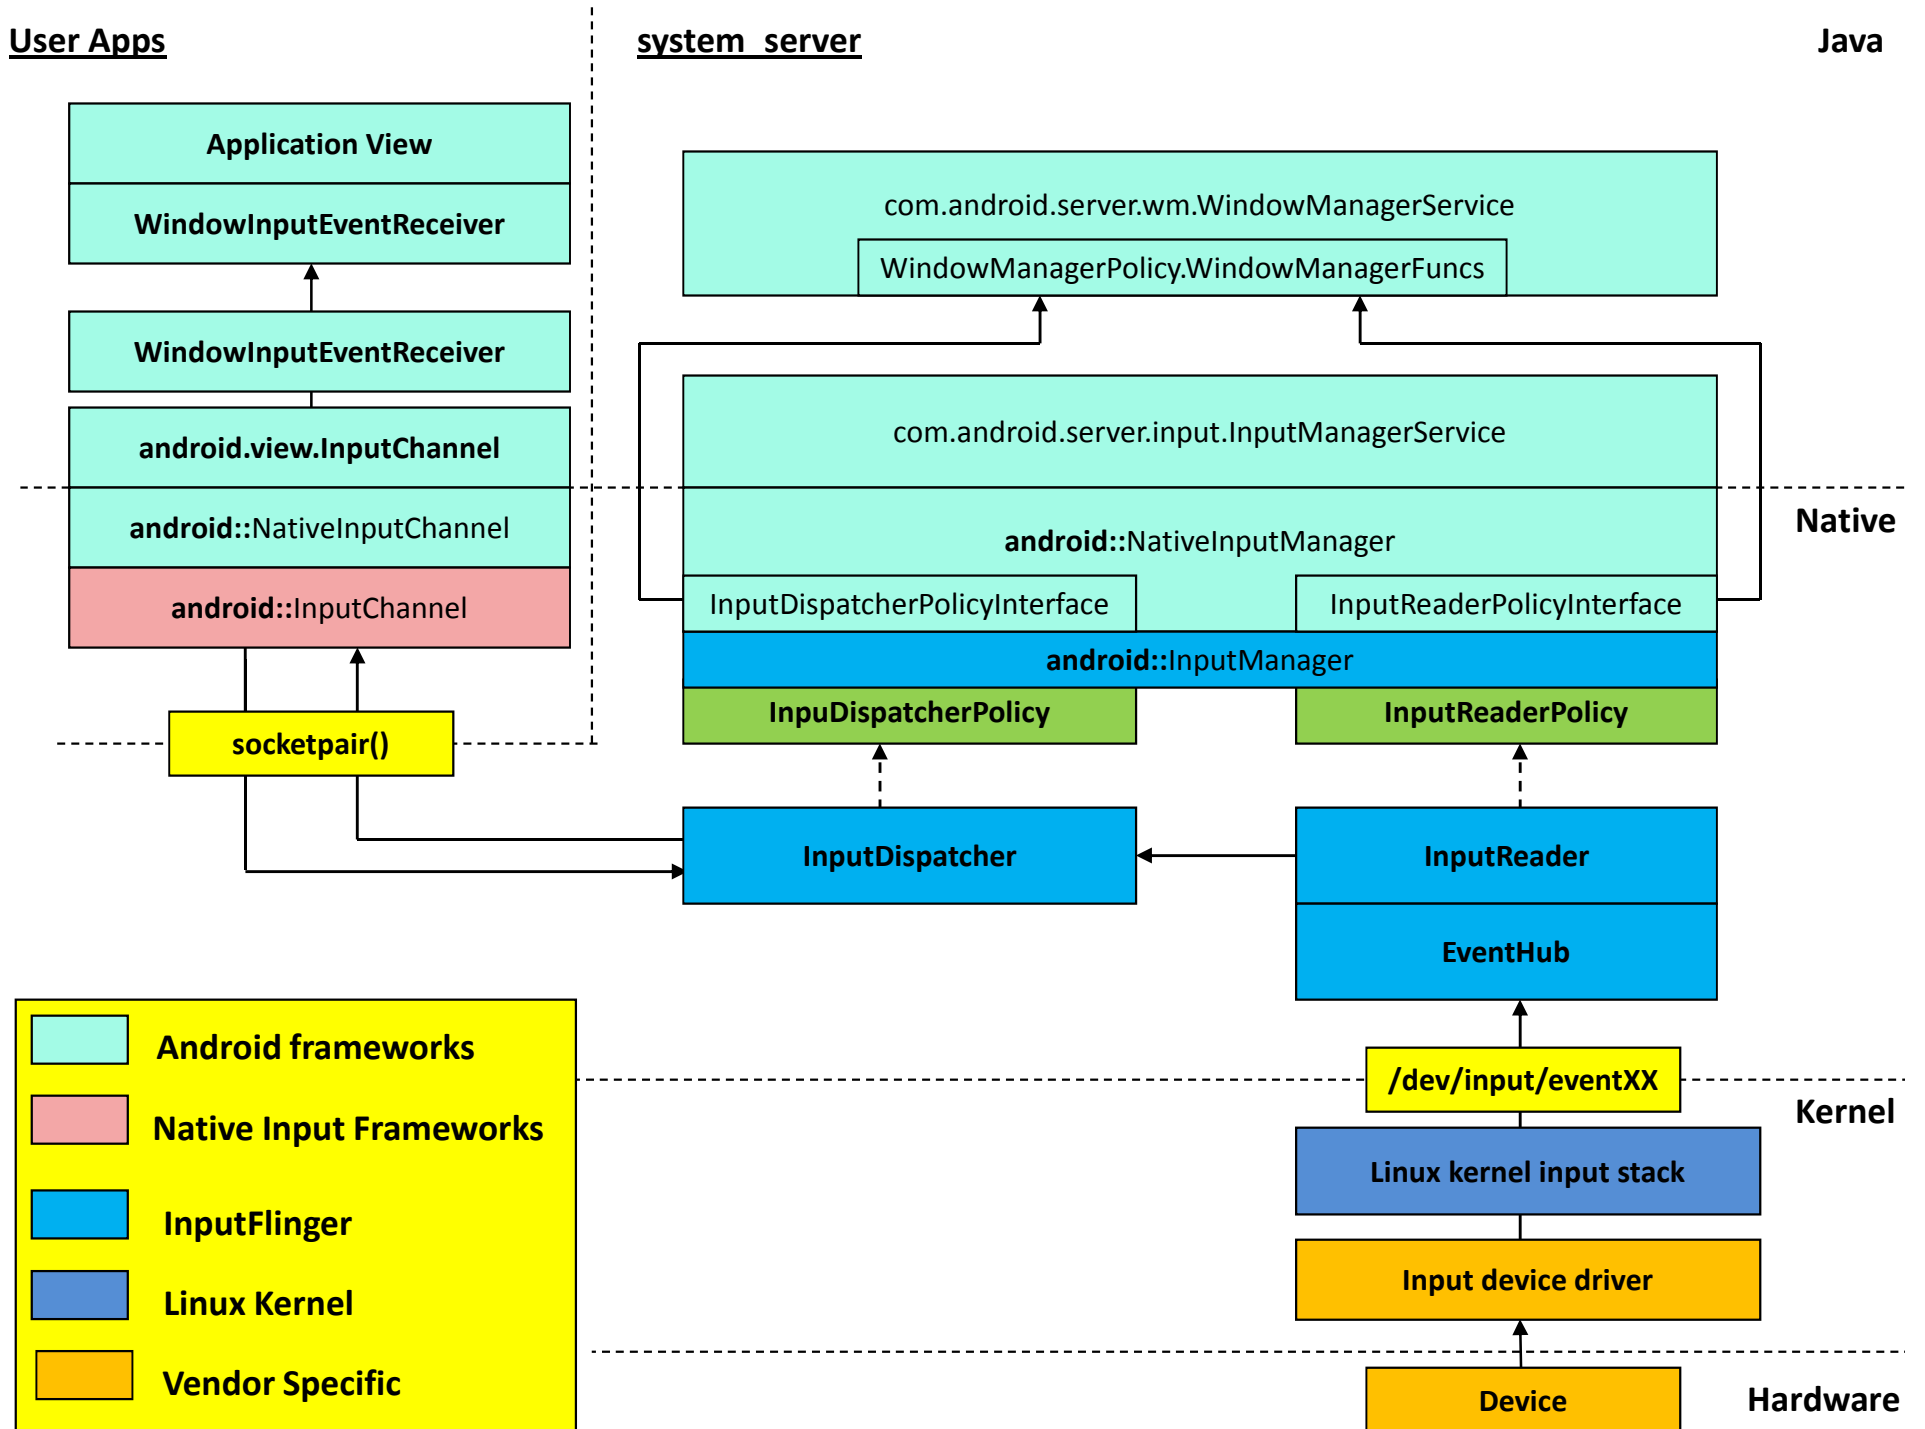 User Apps
system_server
Java
Application View
WindowInputEventReceiver
WindowInputEventReceiver
android.view.InputChannel
android::NativeInputChannel
android::InputChannel
socketpair()
com.android.server.wm.WindowManagerService
WindowManagerPolicy.WindowManagerFuncs
com.android.server.input.InputManagerService
Native
android::NativeInputManager
InputDispatcherPolicyInterface
InputReaderPolicyInterface
android::InputManager
InpuDispatcherPolicy
InputReaderPolicy
InputDispatcher
InputReader
EventHub
/dev/input/eventXX
Kernel
Linux kernel input stack
Input device driver
Device
Hardware
Android frameworks
Native Input Frameworks
InputFlinger
Linux Kernel
Vendor Specific